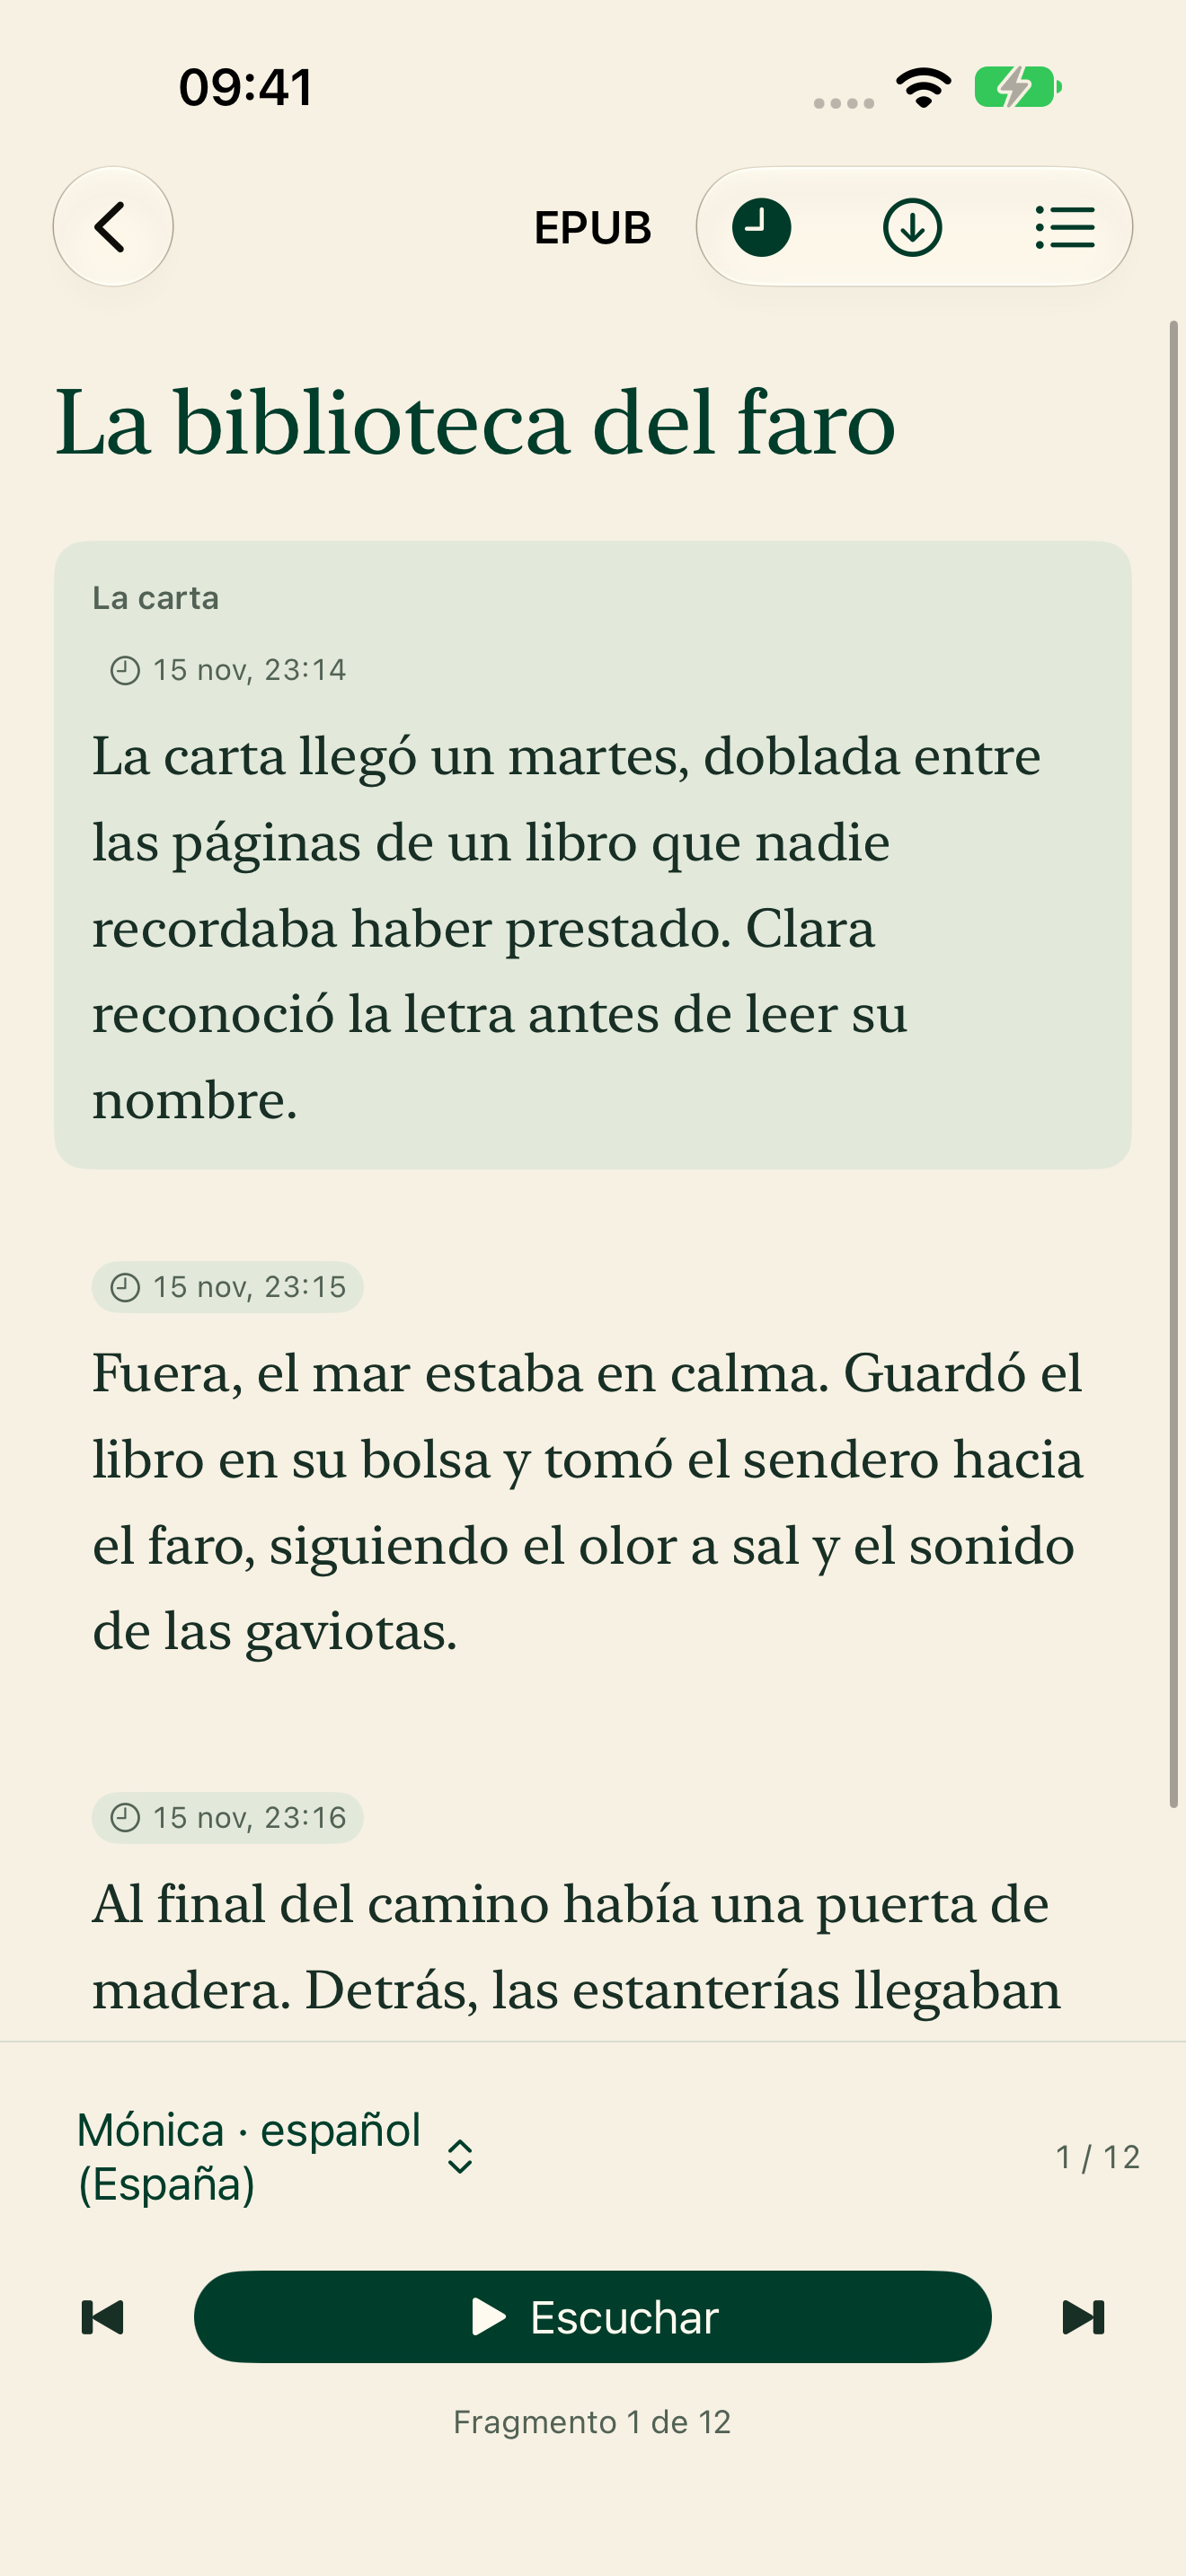 09:41
EPUB
La biblioteca del faro
La carta
15 nov, 23:14
La carta llegó un martes, doblada entre
las páginas de un libro que nadie
recordaba haber prestado. Clara
reconoció la letra antes de leer su
nombre.
15 nov, 23:15
Fuera, el mar estaba en calma. Guardó el
libro en su bolsa y tomó el sendero hacia
el faro, siguiendo el olor a sal y el sonido
de las gaviotas.
15 nov, 23:16
Al final del camino había una puerta de
madera. Detrás, las estanterías llegaban
Mónica · español
(España)
1 / 12
Escuchar
Fragmento 1 de 12